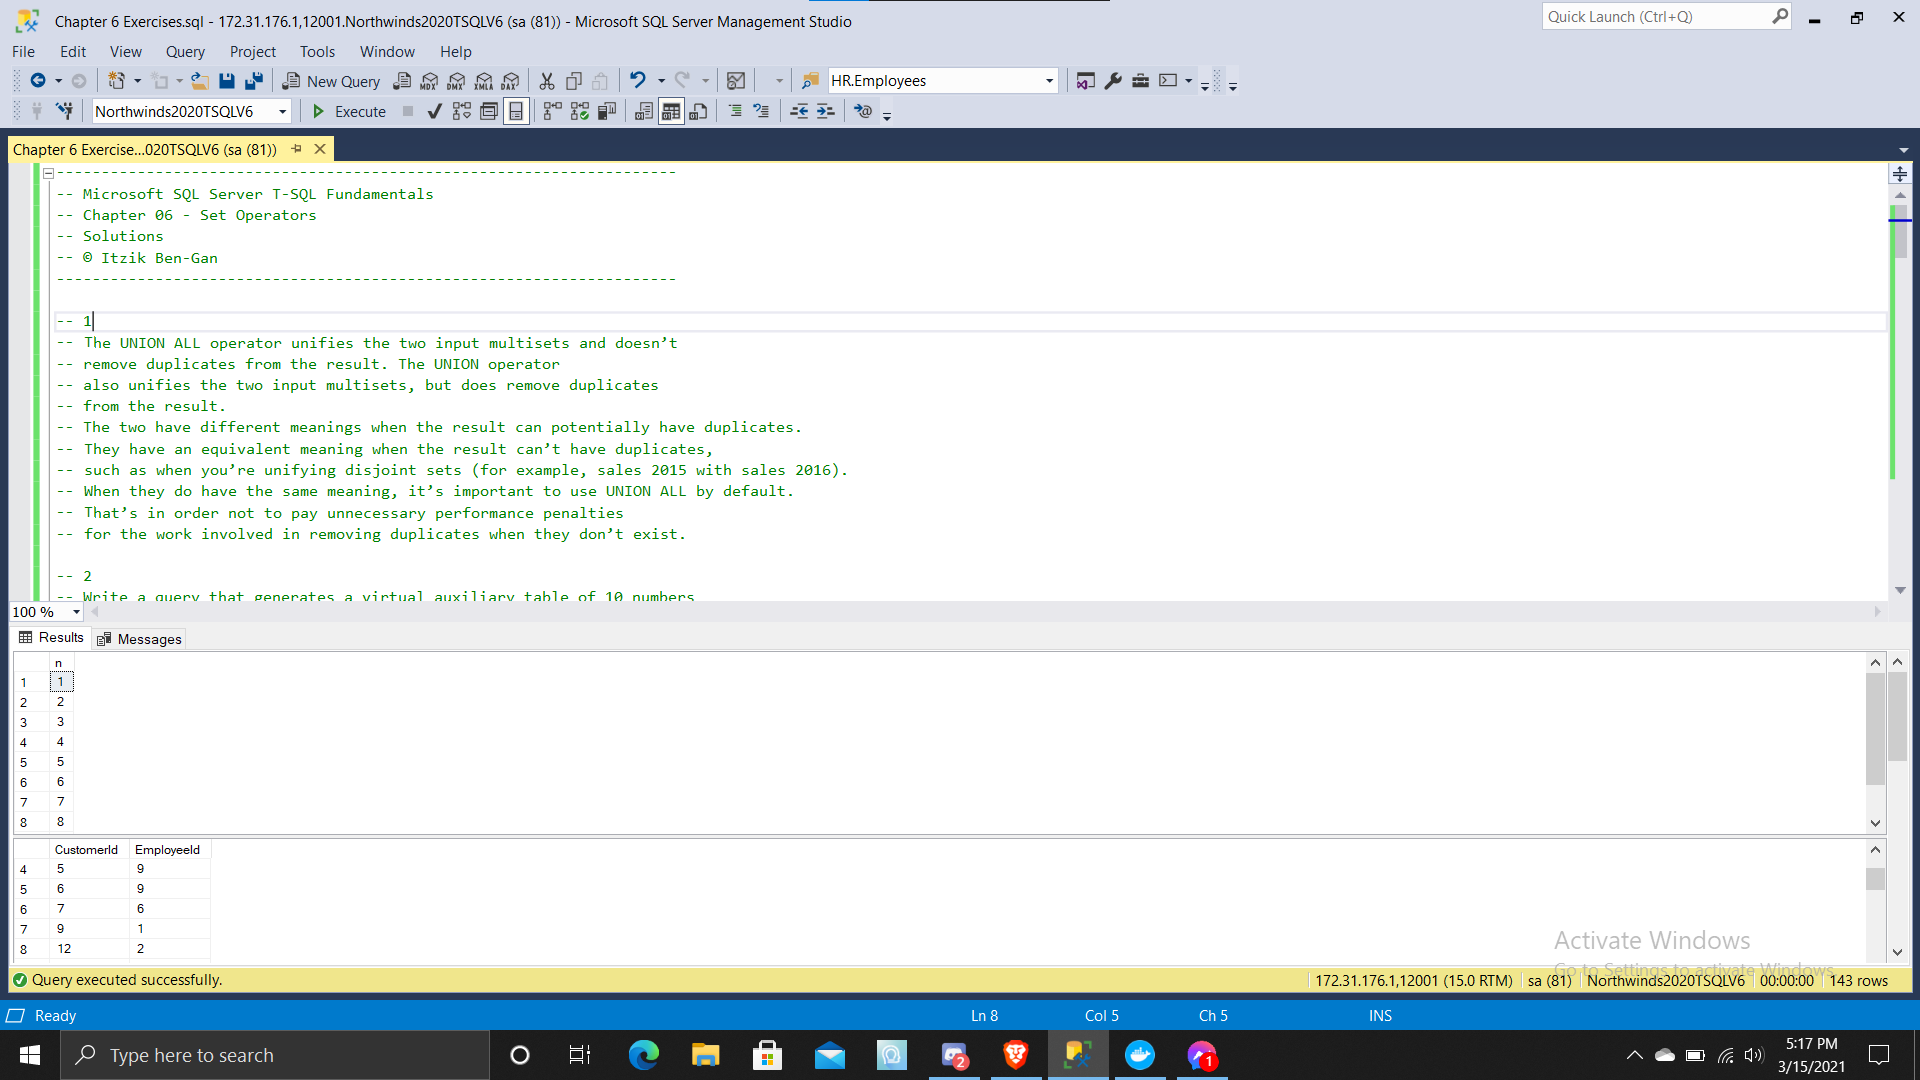 Chapter 6 Exercises.sql - 172.31.176.1,12001.Northwinds2020TSQLV6 (sa (81)) - Microsoft SQL Server Management Studio
Quick Launch (Ctrl+Q)
File Edit View Query Project Tools Window Help
New Query MDX DMX XMLA DAX HR.Employees
Northwinds2020TSQLV6 Execute
Chapter 6 Exercise...020TSQLV6 (sa (81))
---------------------------------------------------------------------
-- Microsoft SQL Server T-SQL Fundamentals
-- Chapter 06 - Set Operators
-- Solutions
-- © Itzik Ben-Gan
---------------------------------------------------------------------
-- 1
-- The UNION ALL operator unifies the two input multisets and doesn’t
-- remove duplicates from the result. The UNION operator
-- also unifies the two input multisets, but does remove duplicates
-- from the result.
-- The two have different meanings when the result can potentially have duplicates.
-- They have an equivalent meaning when the result can’t have duplicates,
-- such as when you’re unifying disjoint sets (for example, sales 2015 with sales 2016).
-- When they do have the same meaning, it’s important to use UNION ALL by default.
-- That’s in order not to pay unnecessary performance penalties
-- for the work involved in removing duplicates when they don’t exist.
-- 2
-- Write a query that generates a virtual auxiliary table of 10 numbers
100 %
Results Messages
n
1 1
2 2
3 3
4 4
5 5
6 6
7 7
8 8
CustomerId EmployeeId
4 5 9
5 6 9
6 7 6
7 9 1
8 12 2
Activate Windows
Go to Settings to activate Windows.
Query executed successfully. 172.31.176.1,12001 (15.0 RTM) sa (81) Northwinds2020TSQLV6 00:00:00 143 rows
Ready Ln 8 Col 5 Ch 5 INS
Type here to search 2 1 5:17 PM
3/15/2021